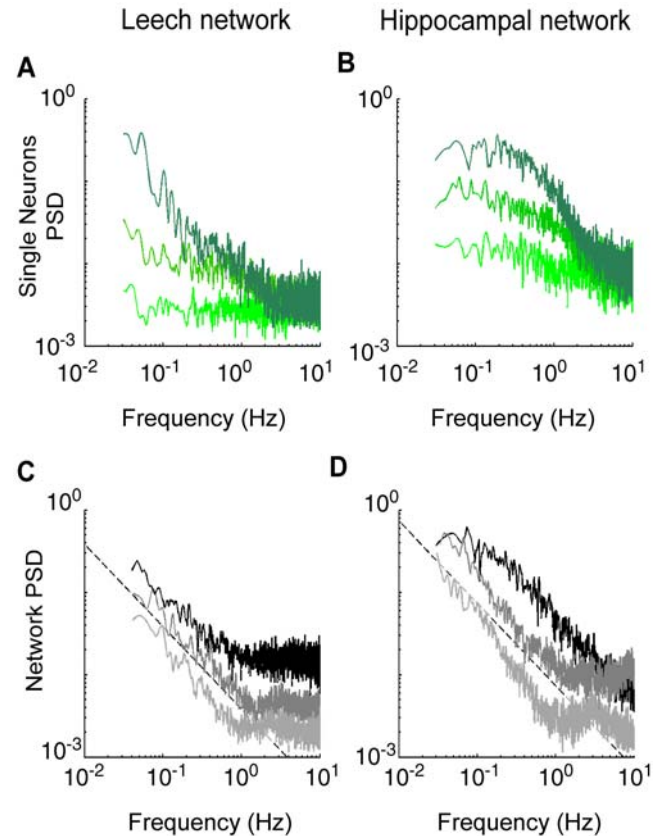 Leech network
Hippocampal network
A
B
10^0
10^0
Single Neurons
PSD
10^-3
10^-3
10^-2 10^-1 10^0 10^1
10^-2 10^-1 10^0 10^1
Frequency (Hz)
Frequency (Hz)
C
D
10^0
10^0
Network PSD
10^-3
10^-3
10^-2 10^-1 10^0 10^1
10^-2 10^-1 10^0 10^1
Frequency (Hz)
Frequency (Hz)